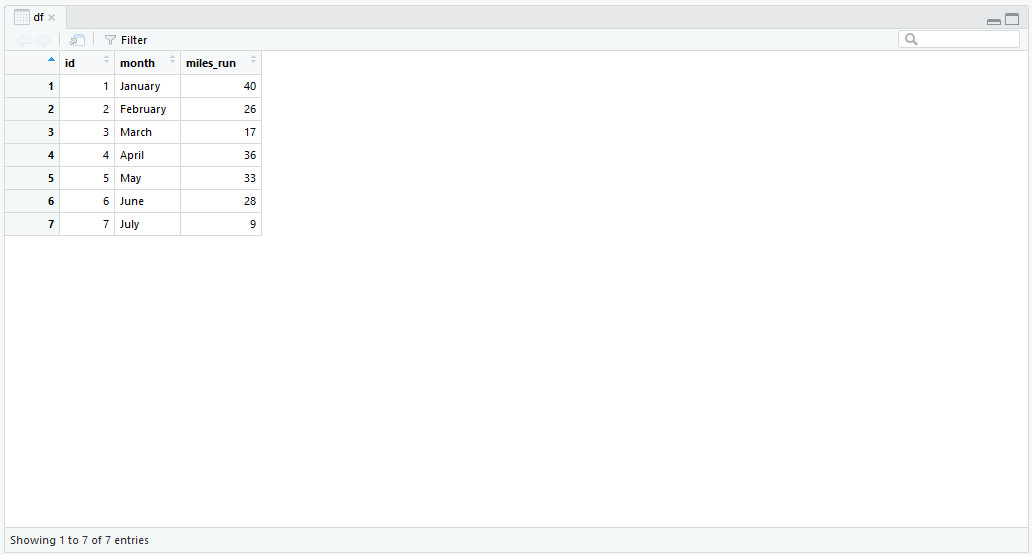 df
Filter
id month miles_run
1 1 January 40
2 2 February 26
3 3 March 17
4 4 April 36
5 5 May 33
6 6 June 28
7 7 July 9
Showing 1 to 7 of 7 entries